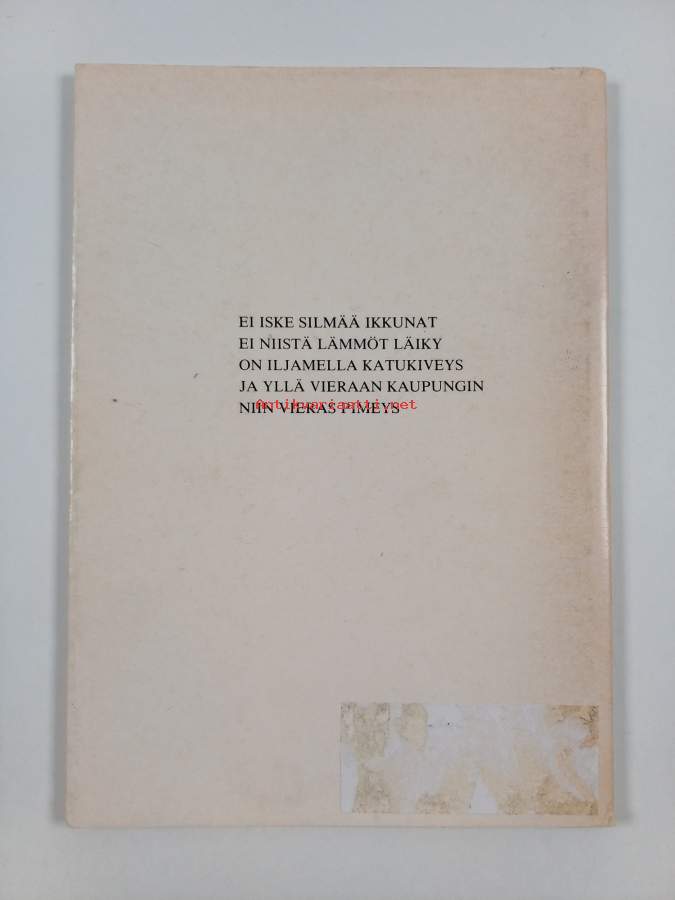 EI ISKE SILMÄÄ IKKUNAT
EI NIISTÄ LÄMMÖT LÄIKY
ON ILJAMELLA KATUKIVEYS
JA YLLÄ VIERAAN KAUPUNGIN
NIIN VIERAS PIMEYS
Antikvariaatti.net